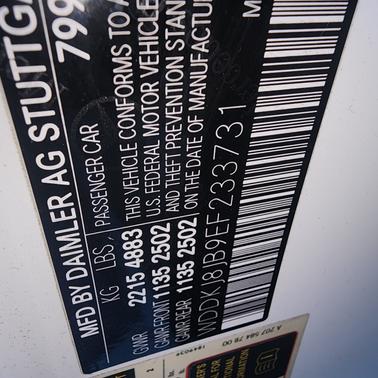 MFD BY DAIMLER AG STUTTGA
KG LBS. PASSENGER CAR 799
GVWR 2215 4883 THIS VEHICLE CONFORMS TO A
GAWR FRONT 1135 2502 U.S. FEDERAL MOTOR VEHICLE
GAWR REAR 1135 2502 AND THEFT PREVENTION STAN
ON THE DATE OF MANUFACTUR
WDDKJ8JB9EF233731
A 207 584 78 00